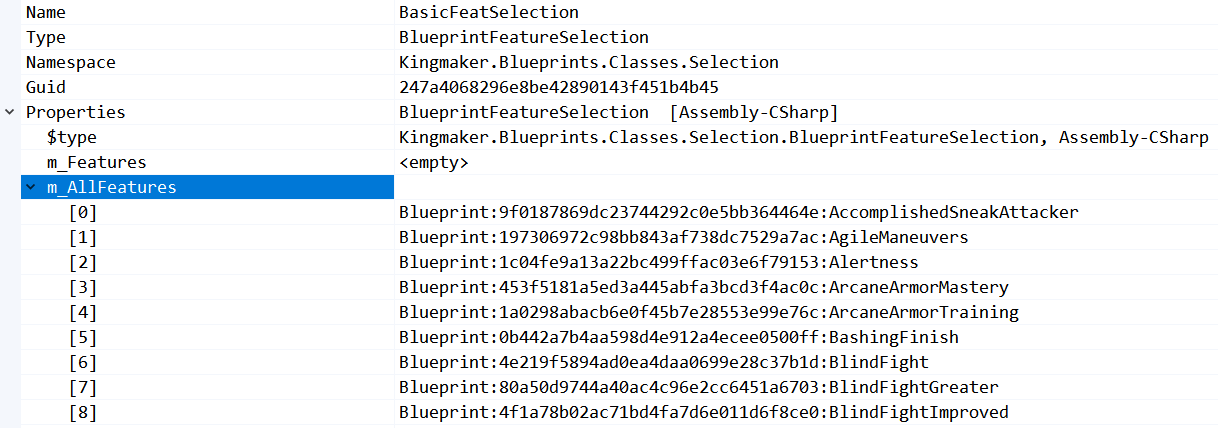 Name BasicFeatSelection
Type BlueprintFeatureSelection
Namespace Kingmaker.Blueprints.Classes.Selection
Guid 247a4068296e8be42890143f451b4b45
Properties BlueprintFeatureSelection [Assembly-CSharp]
$type Kingmaker.Blueprints.Classes.Selection.BlueprintFeatureSelection, Assembly-CSharp
m_Features <empty>
m_AllFeatures
[0] Blueprint:9f0187869dc23744292c0e5bb364464e:AccomplishedSneakAttacker
[1] Blueprint:197306972c98bb843af738dc7529a7ac:AgileManeuvers
[2] Blueprint:1c04fe9a13a22bc499ffac03e6f79153:Alertness
[3] Blueprint:453f5181a5ed3a445abfa3bcd3f4ac0c:ArcaneArmorMastery
[4] Blueprint:1a0298abacb6e0f45b7e28553e99e76c:ArcaneArmorTraining
[5] Blueprint:0b442a7b4aa598d4e912a4ecee0500ff:BashingFinish
[6] Blueprint:4e219f5894ad0ea4daa0699e28c37b1d:BlindFight
[7] Blueprint:80a50d9744a40ac4c96e2cc6451a6703:BlindFightGreater
[8] Blueprint:4f1a78b02ac71bd4fa7d6e011d6f8ce0:BlindFightImproved